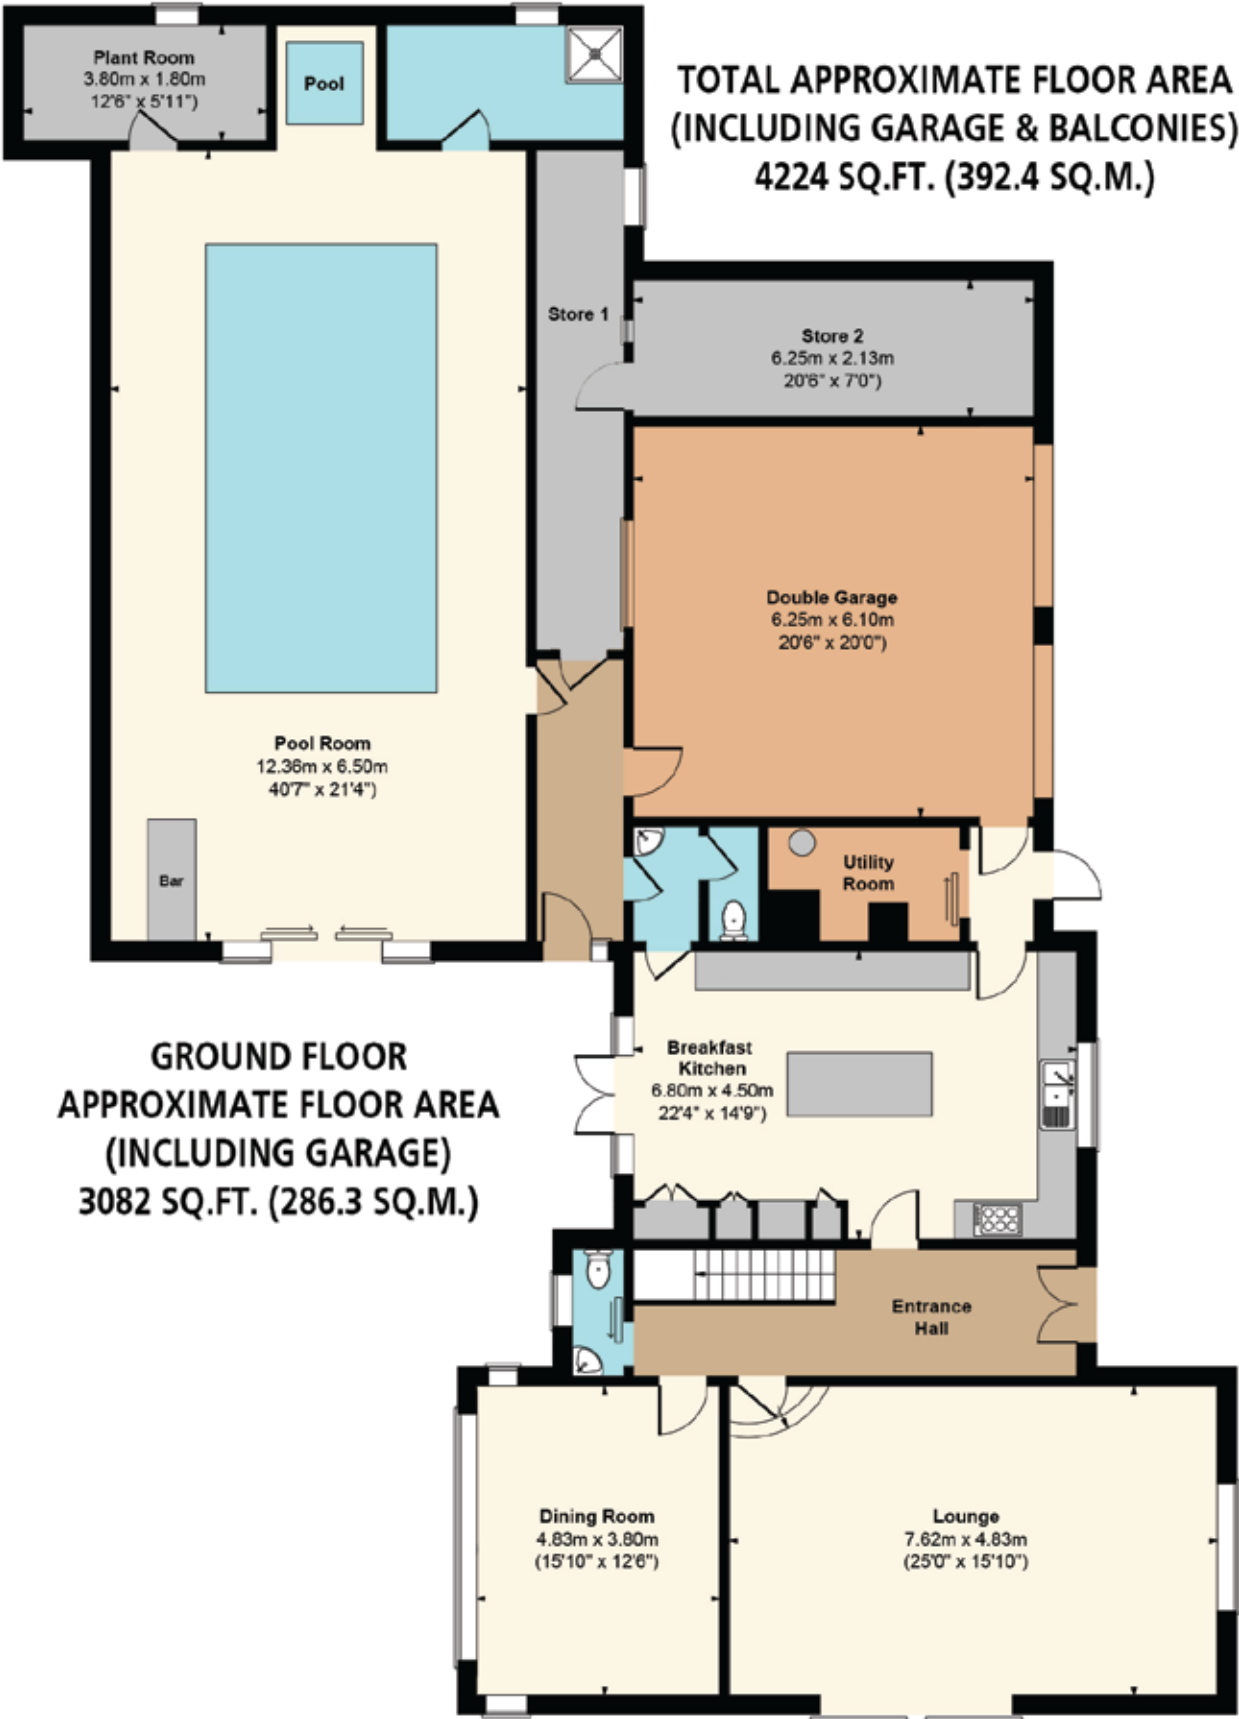 Plant Room
3.80m x 1.80m
12'6" x 5'11")
Pool
TOTAL APPROXIMATE FLOOR AREA
(INCLUDING GARAGE & BALCONIES)
4224 SQ.FT. (392.4 SQ.M.)
Store 1
Store 2
6.25m x 2.13m
20'6" x 7'0")
Double Garage
6.25m x 6.10m
20'6" x 20'0")
Pool Room
12.36m x 6.50m
40'7" x 21'4")
Bar
Utility
Room
Breakfast
Kitchen
6.80m x 4.50m
22'4" x 14'9")
GROUND FLOOR
APPROXIMATE FLOOR AREA
(INCLUDING GARAGE)
3082 SQ.FT. (286.3 SQ.M.)
Entrance
Hall
Dining Room
4.83m x 3.80m
(15'10" x 12'6")
Lounge
7.62m x 4.83m
(25'0" x 15'10")